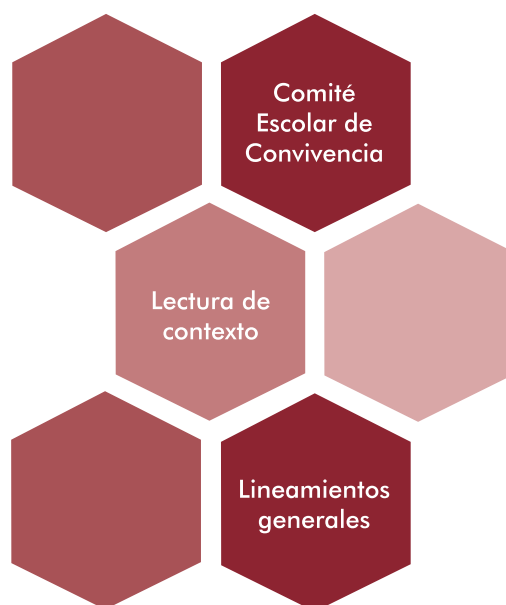 Comité
Escolar de
Convivencia
Lectura de
contexto
Lineamientos
generales